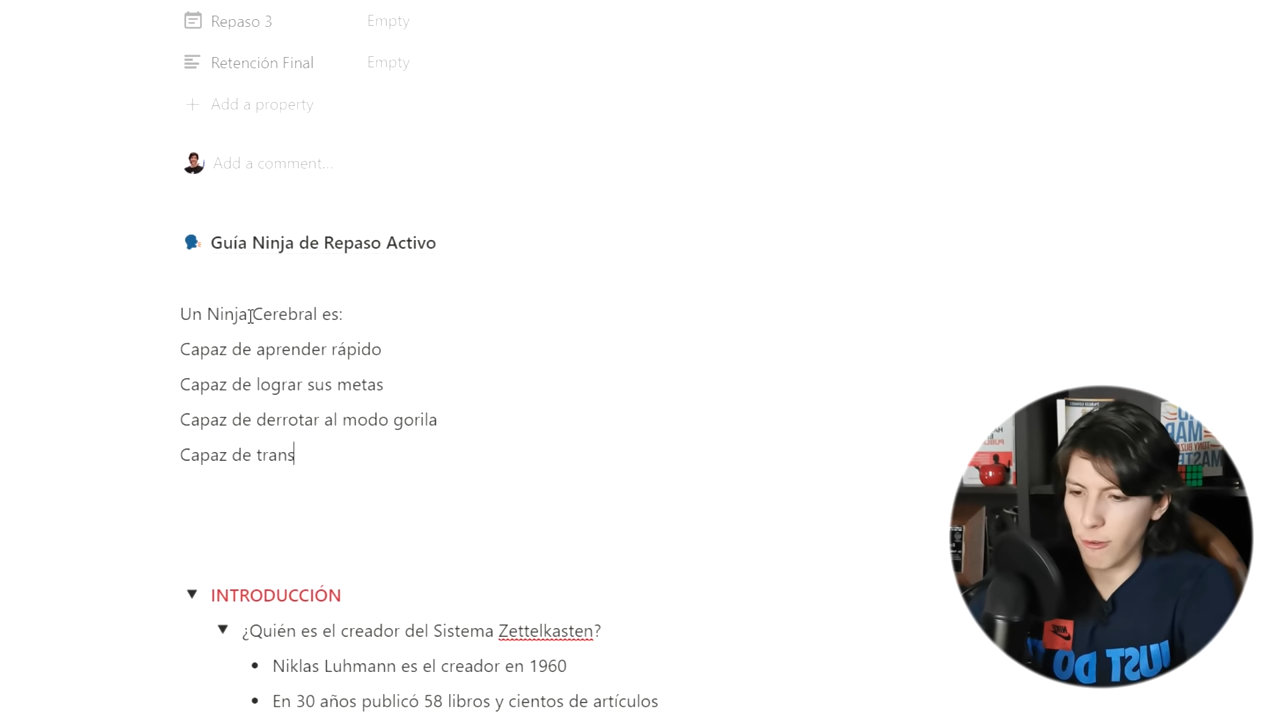 Repaso 3 Empty
Retención Final Empty
Add a property
Add a comment...
Guía Ninja de Repaso Activo
Un Ninja Cerebral es:
Capaz de aprender rápido
Capaz de lograr sus metas
Capaz de derrotar al modo gorila
Capaz de trans
INTRODUCCIÓN
¿Quién es el creador del Sistema Zettelkasten?
Niklas Luhmann es el creador en 1960
En 30 años publicó 58 libros y cientos de artículos
JUST DO